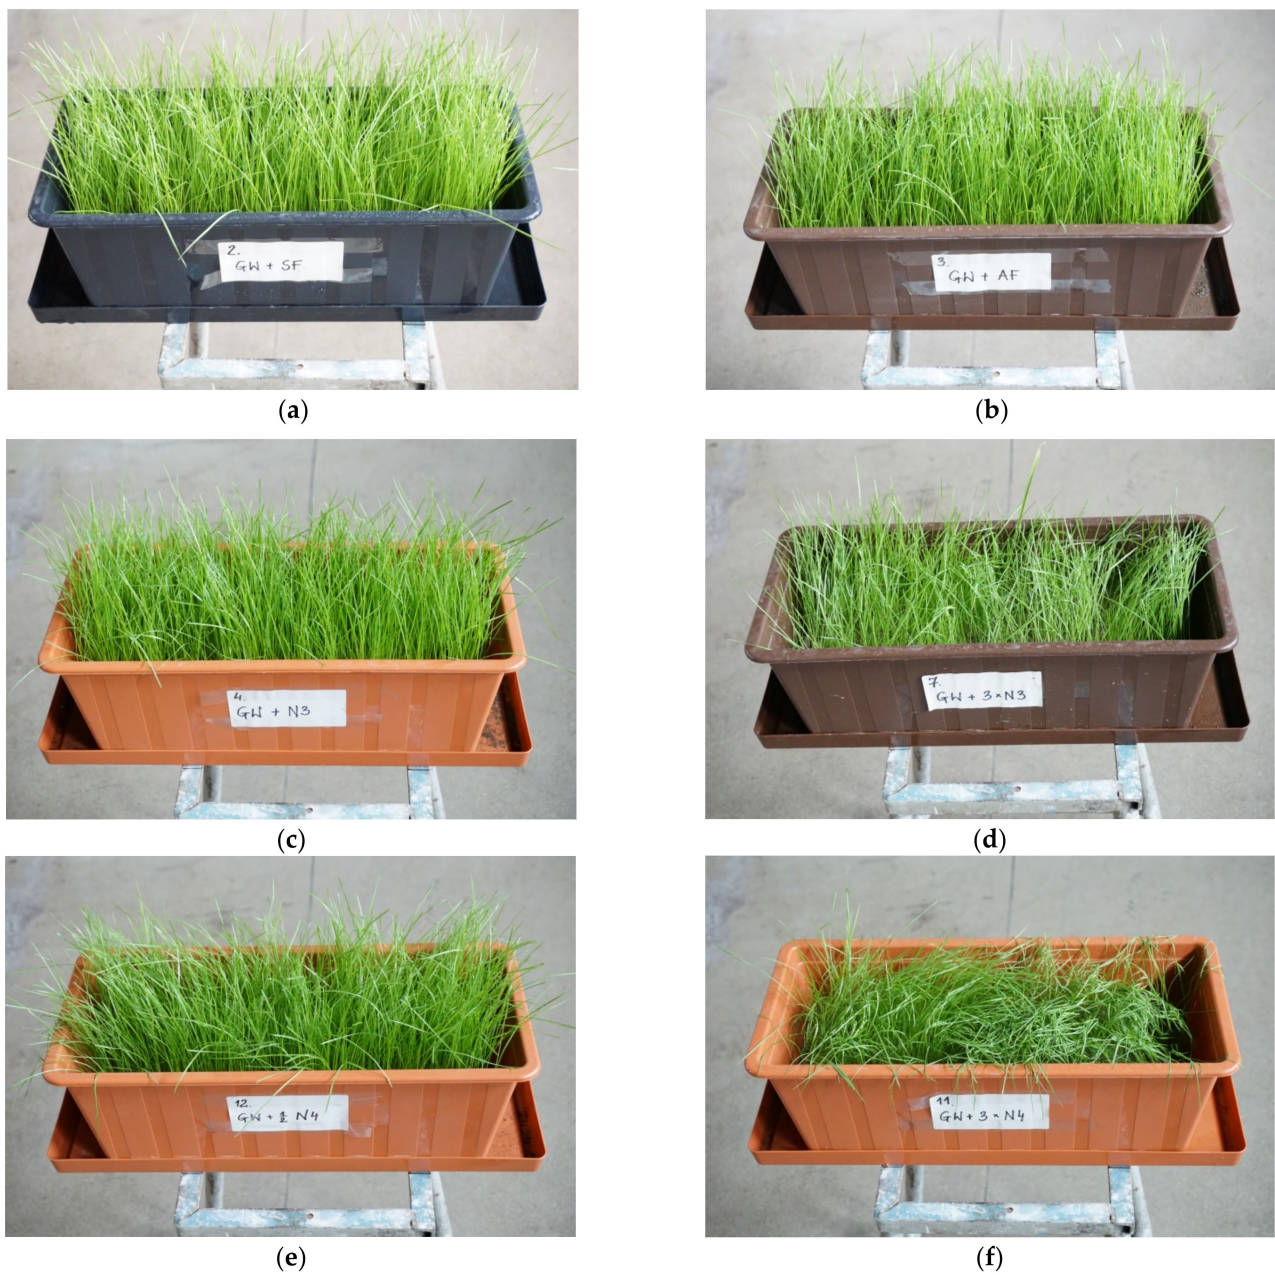 2.
GW + SF
3.
GW + AF
(a)
(b)
4.
GW + N3
7.
GW + 3×N3
(c)
(d)
12.
GW + 1/2 N4
11.
GW + 3×N4
(e)
(f)